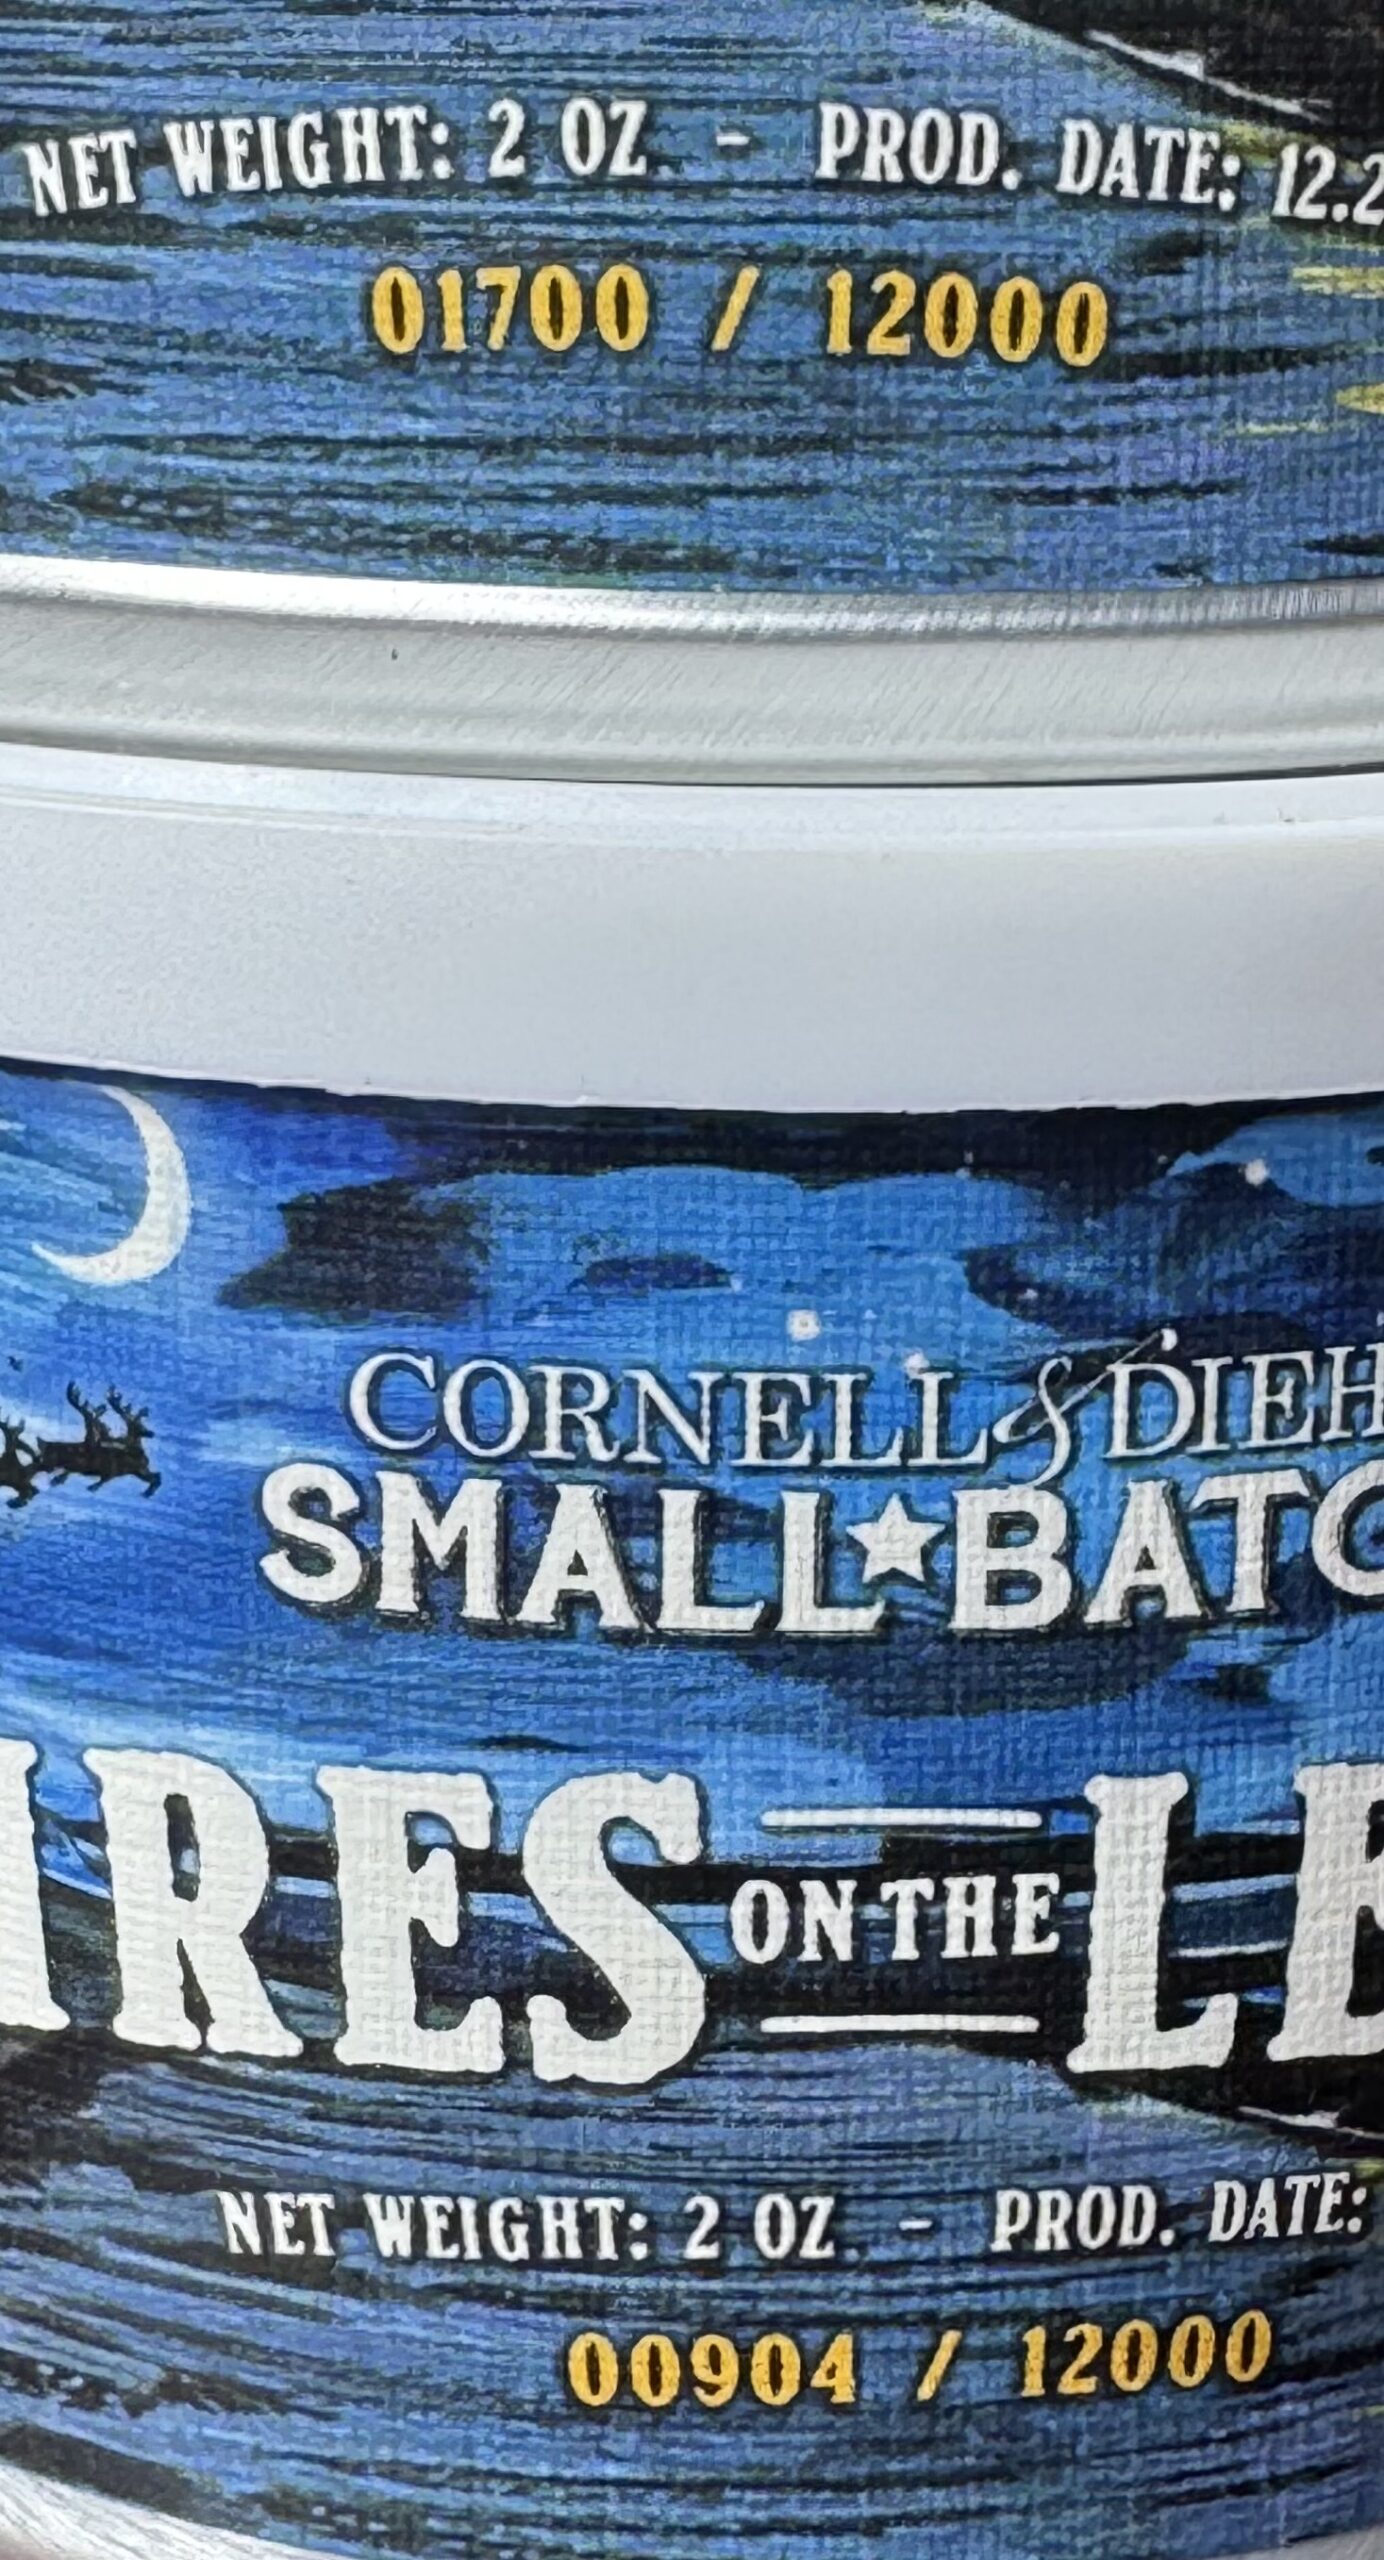 NET WEIGHT: 2 OZ - PROD. DATE: 12.2
01700 / 12000
CORNELL & DIEH
SMALL★BATC
IRES ON THE LE
NET WEIGHT: 2 OZ - PROD. DATE:
00904 / 12000